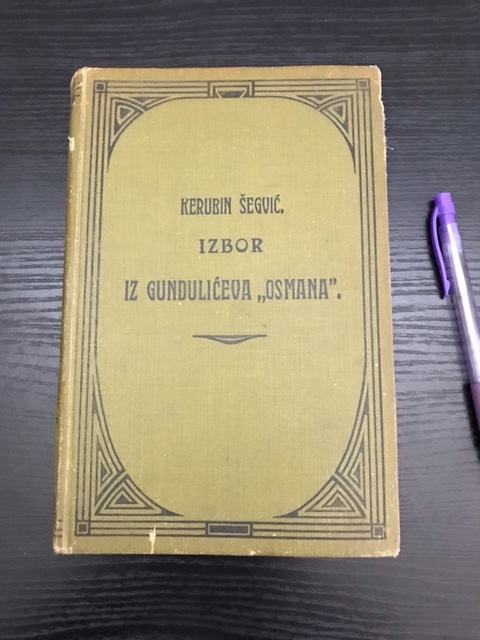 KERUBIN ŠEGVIĆ.
IZBOR
IZ GUNDULIĆEVA „OSMANA".